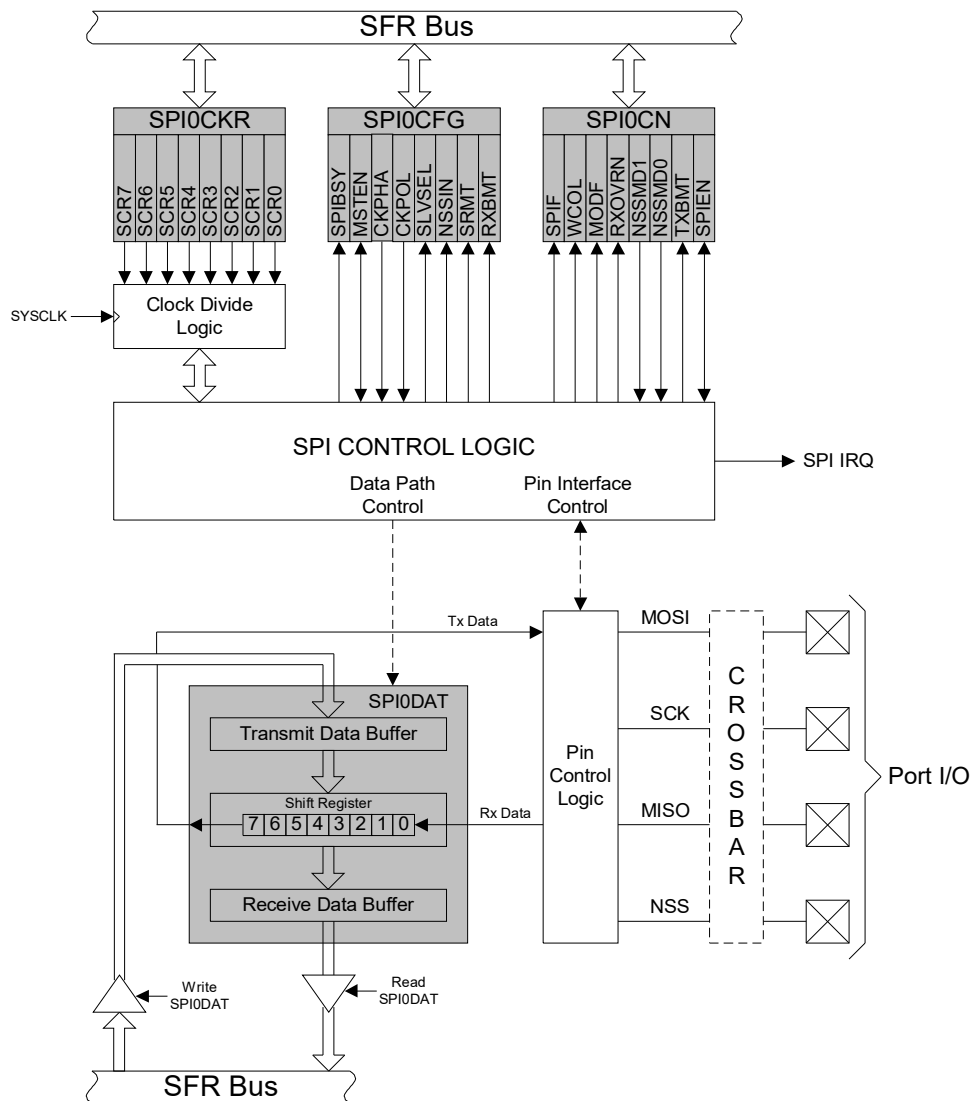 SFR Bus
SPI0CKR
SCR7
SCR6
SCR5
SCR4
SCR3
SCR2
SCR1
SCR0
SPI0CFG
SPIBSY
MSTEN
CKPHA
CKPOL
SLVSEL
NSSIN
SRMT
RXBMT
SPI0CN
SPIF
WCOL
MODF
RXOVRN
NSSMD1
NSSMD0
TXBMT
SPIEN
SYSCLK
Clock Divide
Logic
SPI CONTROL LOGIC
Data Path
Control
Pin Interface
Control
SPI IRQ
Tx Data
SPI0DAT
Transmit Data Buffer
Shift Register
7 6 5 4 3 2 1 0
Rx Data
Receive Data Buffer
Pin
Control
Logic
MOSI
SCK
MISO
NSS
CROSSBAR
Port I/O
Write
SPI0DAT
Read
SPI0DAT
SFR Bus